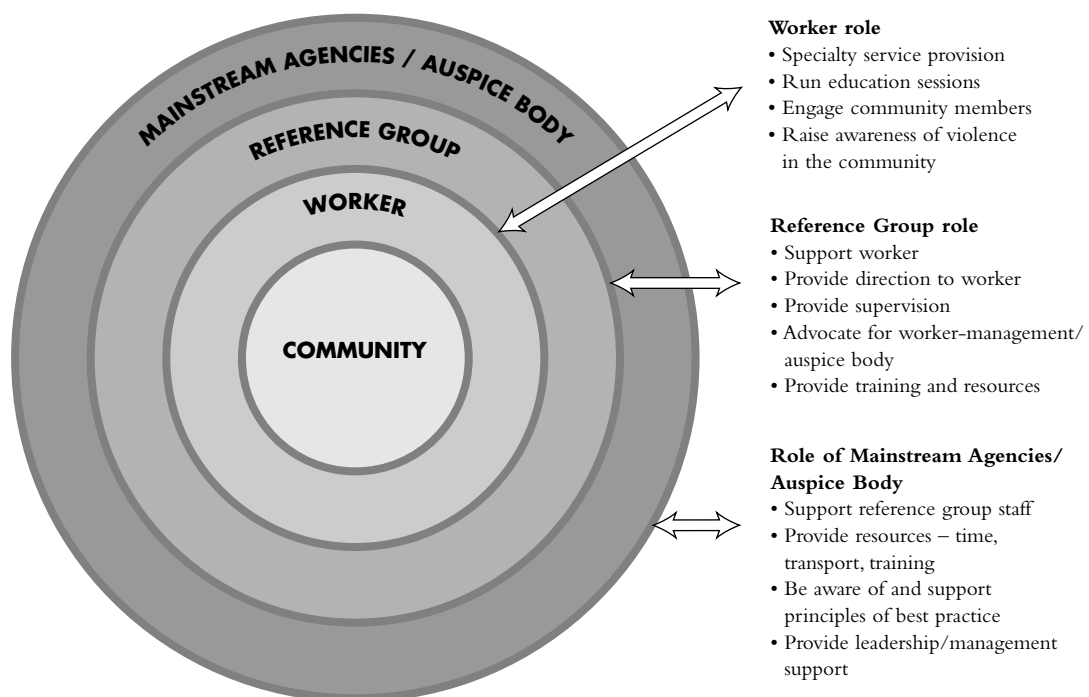 MAINSTREAM AGENCIES / AUSPICE BODY
REFERENCE GROUP
WORKER
COMMUNITY
Worker role
• Specialty service provision
• Run education sessions
• Engage community members
• Raise awareness of violence
in the community
Reference Group role
• Support worker
• Provide direction to worker
• Provide supervision
• Advocate for worker-management/
auspice body
• Provide training and resources
Role of Mainstream Agencies/
Auspice Body
• Support reference group staff
• Provide resources – time,
transport, training
• Be aware of and support
principles of best practice
• Provide leadership/management
support